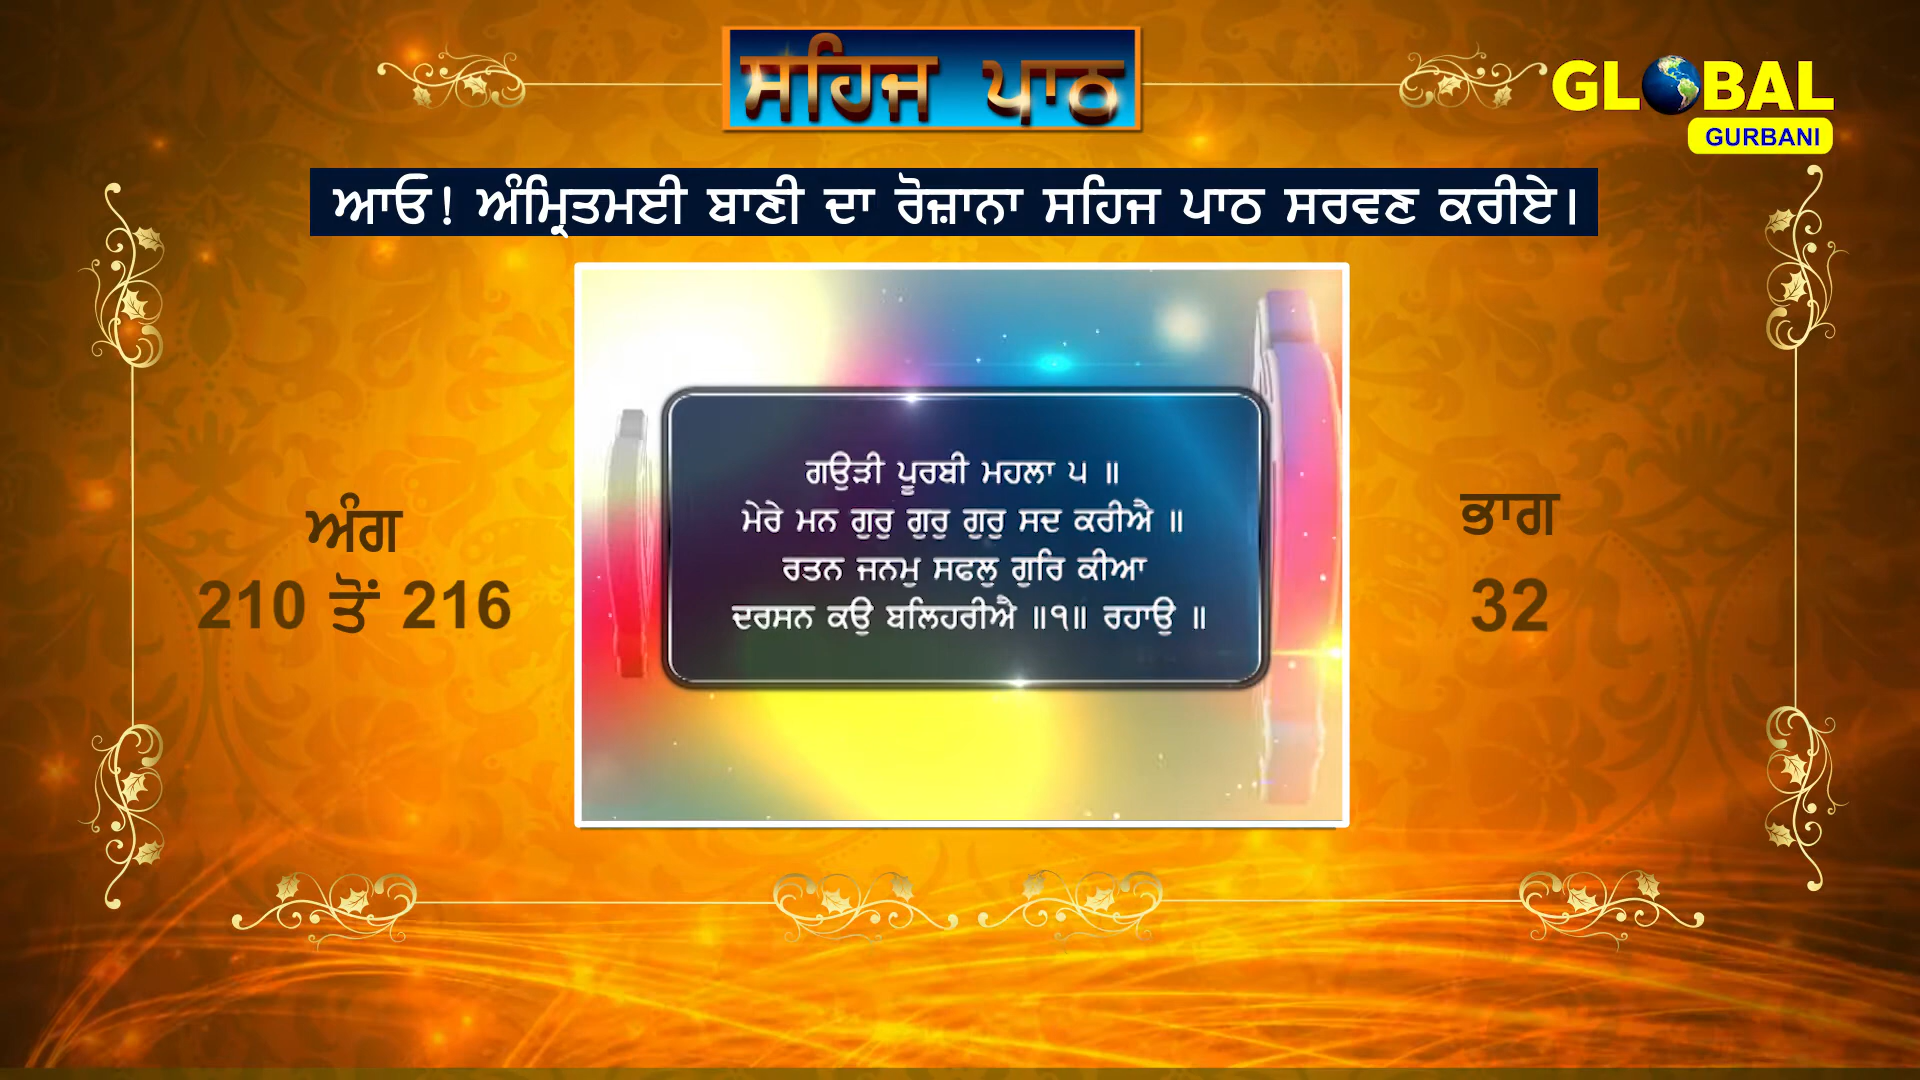 ਸਹਿਜ ਪਾਠ
GLOBAL
GURBANI
ਆਓ! ਅੰਮ੍ਰਿਤਮਈ ਬਾਣੀ ਦਾ ਰੋਜ਼ਾਨਾ ਸਹਿਜ ਪਾਠ ਸਰਵਣ ਕਰੀਏ।
ਗਉੜੀ ਪੂਰਬੀ ਮਹਲਾ ੫ ॥
ਮੇਰੇ ਮਨ ਗੁਰੁ ਗੁਰੁ ਗੁਰੁ ਸਦ ਕਰੀਐ ॥
ਰਤਨ ਜਨਮੁ ਸਫਲੁ ਗੁਰਿ ਕੀਆ
ਦਰਸਨ ਕਉ ਬਲਿਹਰੀਐ ॥੧॥ ਰਹਾਉ ॥
ਅੰਗ
210 ਤੋਂ 216
ਭਾਗ
32